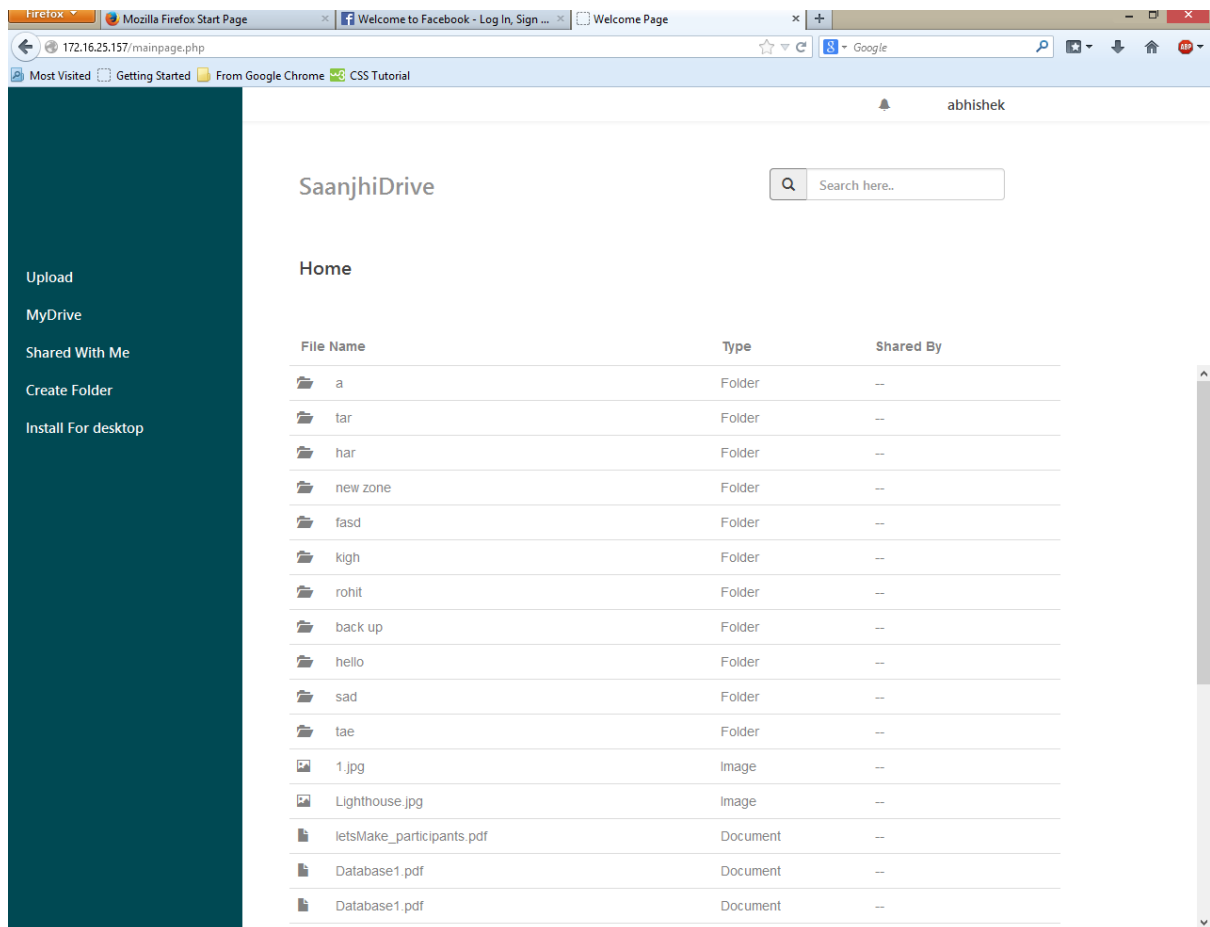 Firefox
Mozilla Firefox Start Page
Welcome to Facebook - Log In, Sign ...
Welcome Page
172.16.25.157/mainpage.php
Google
ABP
Most Visited Getting Started From Google Chrome CSS Tutorial
abhishek
SaanjhiDrive
Search here..
Home
Upload
MyDrive
Shared With Me
Create Folder
Install For desktop
File Name Type Shared By
a Folder --
tar Folder --
har Folder --
new zone Folder --
fasd Folder --
kigh Folder --
rohit Folder --
back up Folder --
hello Folder --
sad Folder --
tae Folder --
1.jpg Image --
Lighthouse.jpg Image --
letsMake_participants.pdf Document --
Database1.pdf Document --
Database1.pdf Document --